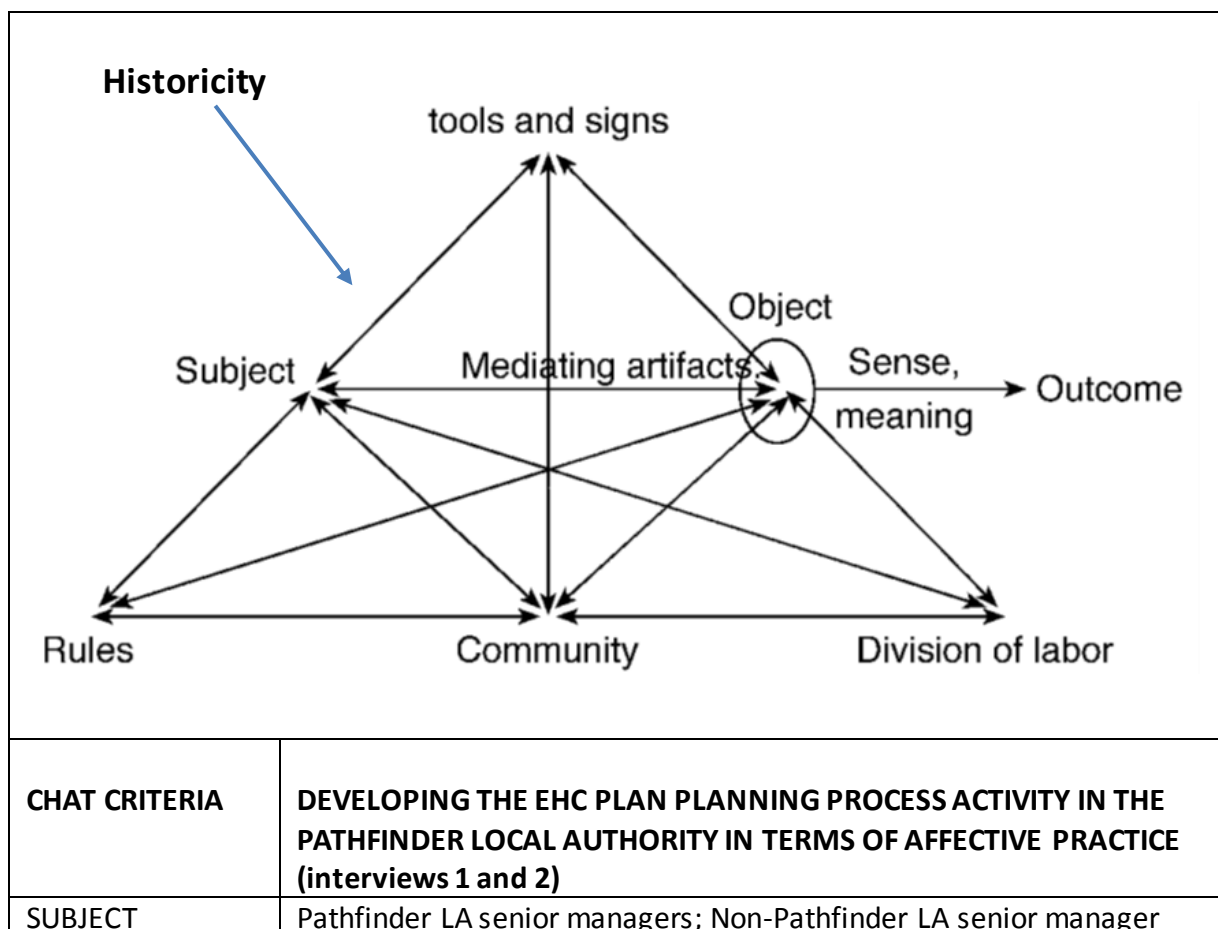 Historicity
tools and signs
Object
Subject
Mediating artifacts,
Sense,
meaning
Outcome
Rules
Community
Division of labor
CHAT CRITERIA
DEVELOPING THE EHC PLAN PLANNING PROCESS ACTIVITY IN THE
PATHFINDER LOCAL AUTHORITY IN TERMS OF AFFECTIVE PRACTICE
(interviews 1 and 2)
SUBJECT
Pathfinder LA senior managers; Non-Pathfinder LA senior manager